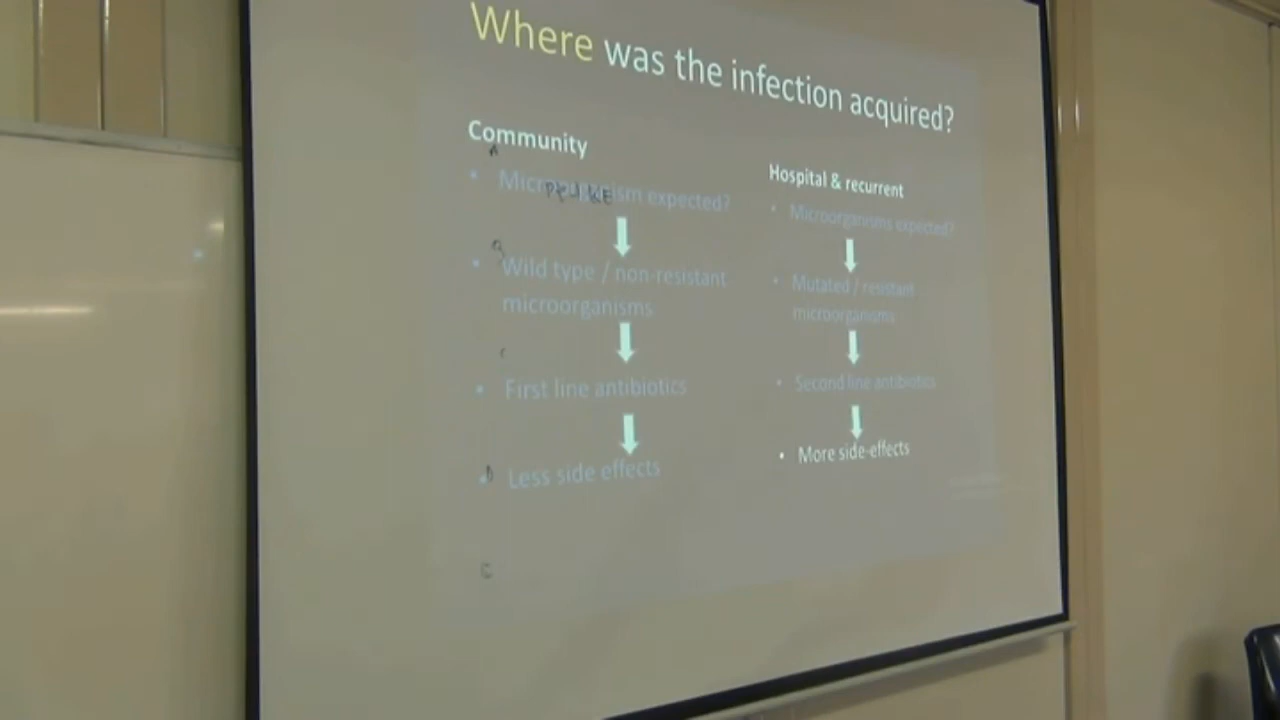 Where was the infection acquired?
Community
• Microorganism expected?
• Wild type / non-resistant
microorganisms
• First line antibiotics
• Less side effects
Hospital & recurrent
• Microorganisms expected?
• Mutated / resistant
microorganisms
• Second line antibiotics
• More side-effects
A
D